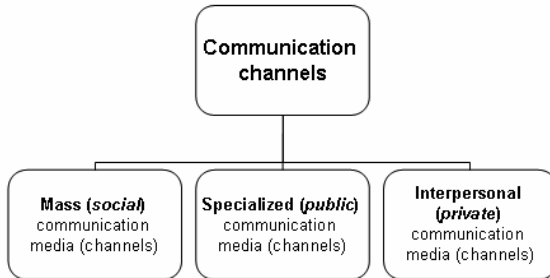 Communication
channels
Mass (social)
communication
media (channels)
Specialized (public)
communication
media (channels)
Interpersonal
(private)
communication
media (channels)